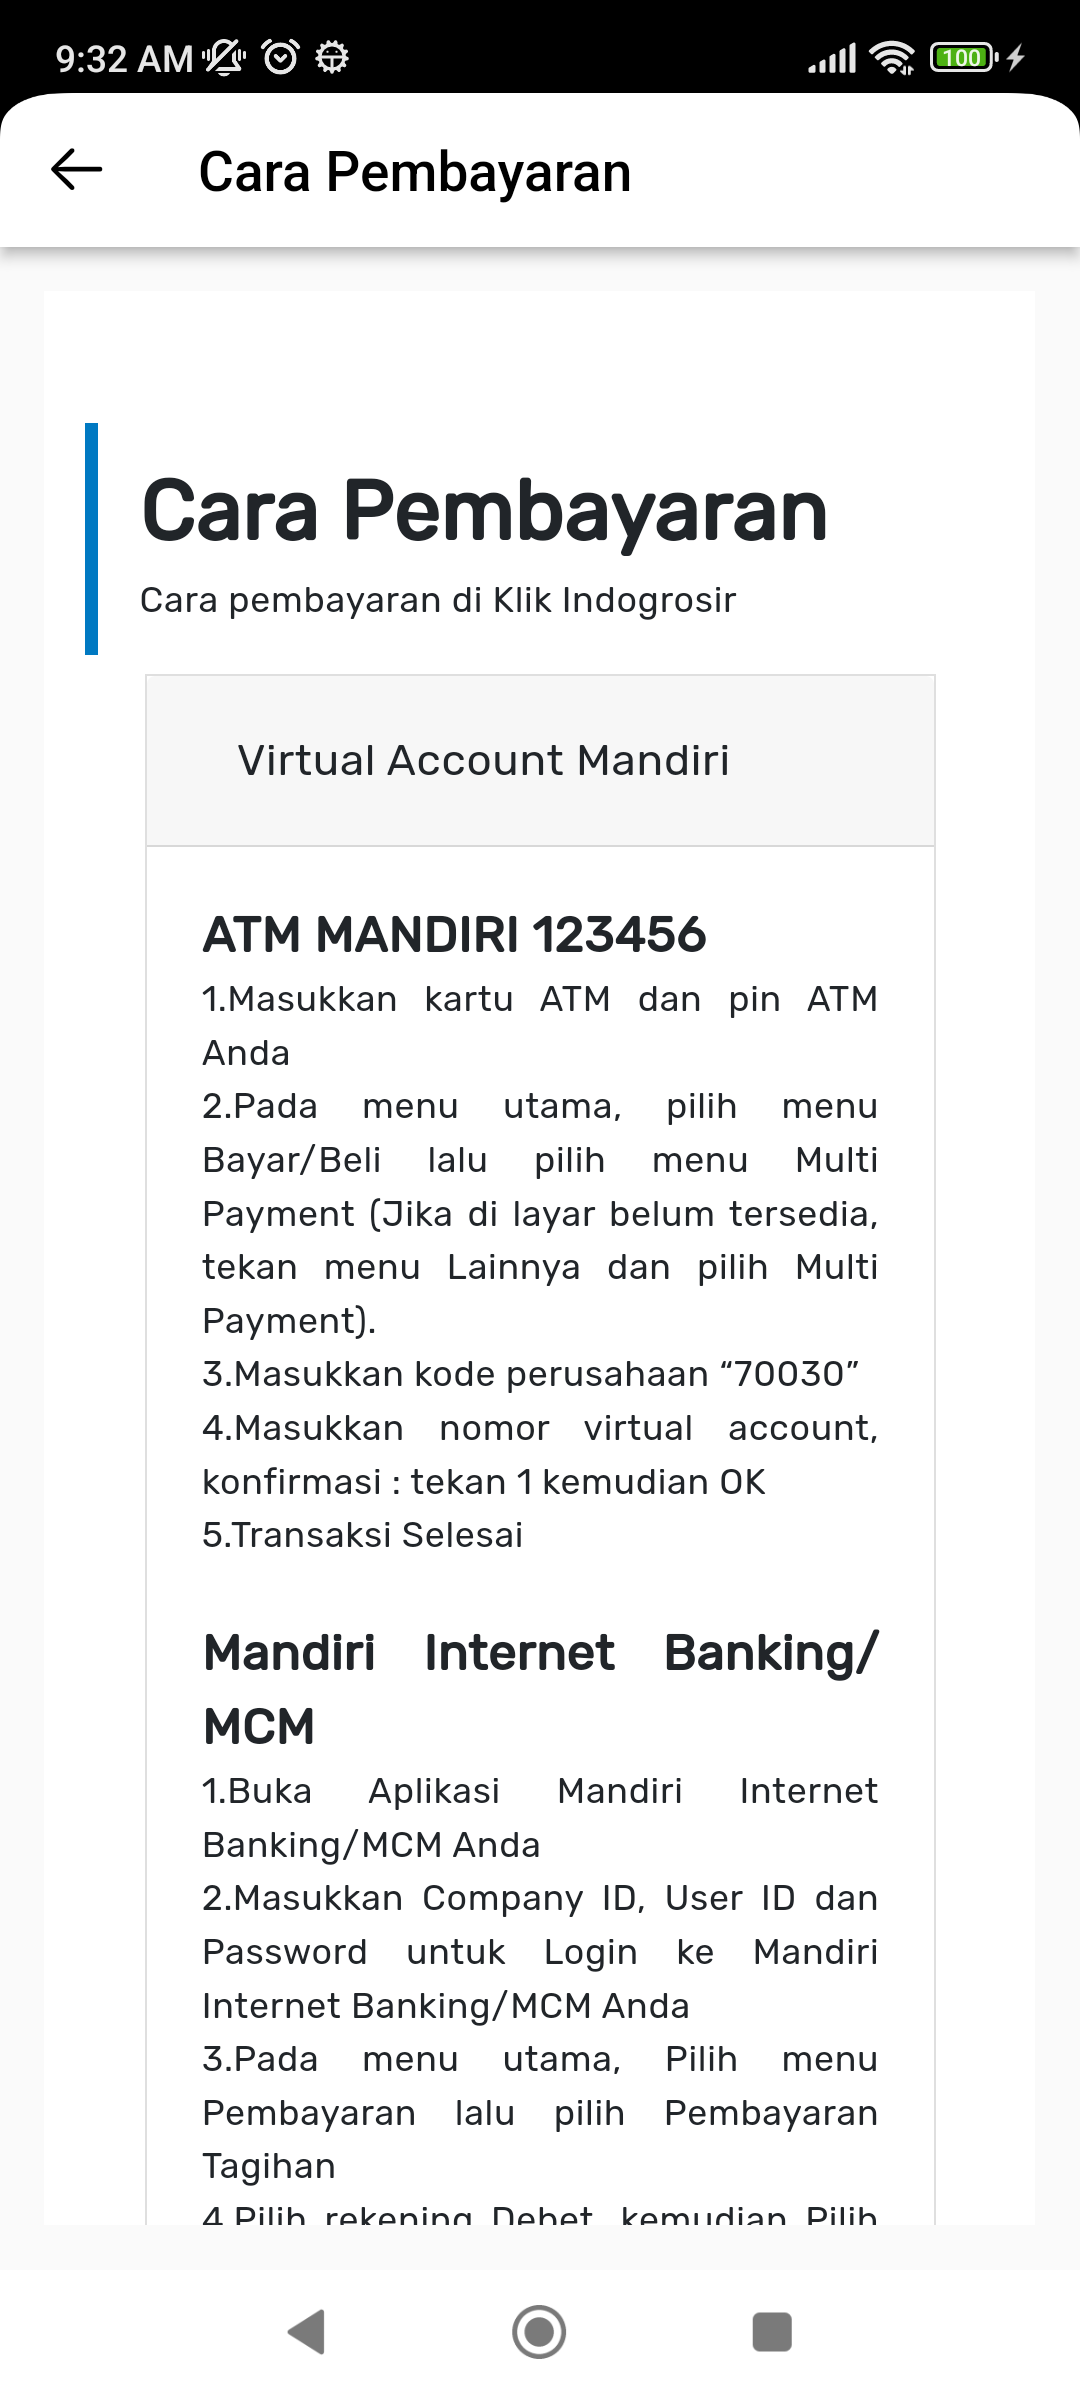 9:32 AM
100
Cara Pembayaran
Cara Pembayaran
Cara pembayaran di Klik Indogrosir
Virtual Account Mandiri
ATM MANDIRI 123456
1.Masukkan kartu ATM dan pin ATM
Anda
2.Pada menu utama, pilih menu
Bayar/Beli lalu pilih menu Multi
Payment (Jika di layar belum tersedia,
tekan menu Lainnya dan pilih Multi
Payment).
3.Masukkan kode perusahaan “70030”
4.Masukkan nomor virtual account,
konfirmasi : tekan 1 kemudian OK
5.Transaksi Selesai
Mandiri Internet Banking/
MCM
1.Buka Aplikasi Mandiri Internet
Banking/MCM Anda
2.Masukkan Company ID, User ID dan
Password untuk Login ke Mandiri
Internet Banking/MCM Anda
3.Pada menu utama, Pilih menu
Pembayaran lalu pilih Pembayaran
Tagihan
4.Pilih rekening Debet, kemudian Pilih